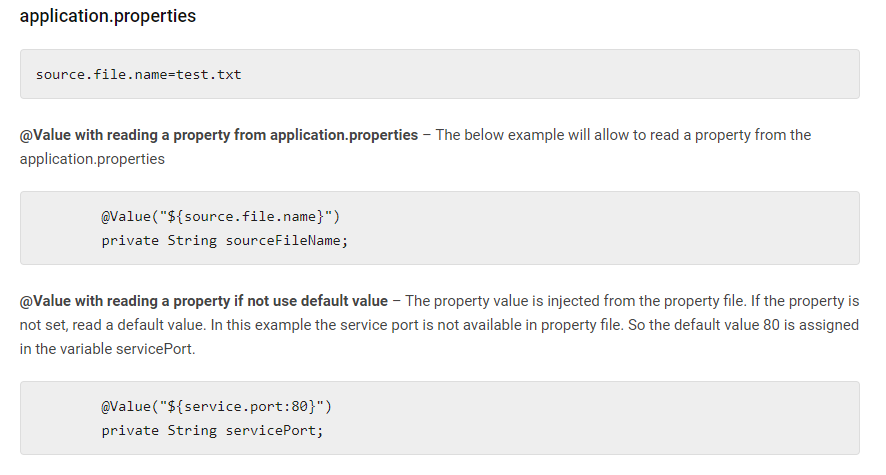 application.properties
source.file.name=test.txt
@Value with reading a property from application.properties – The below example will allow to read a property from the
application.properties
@Value("${source.file.name}")
private String sourceFileName;
@Value with reading a property if not use default value – The property value is injected from the property file. If the property is
not set, read a default value. In this example the service port is not available in property file. So the default value 80 is assigned
in the variable servicePort.
@Value("${service.port:80}")
private String servicePort;